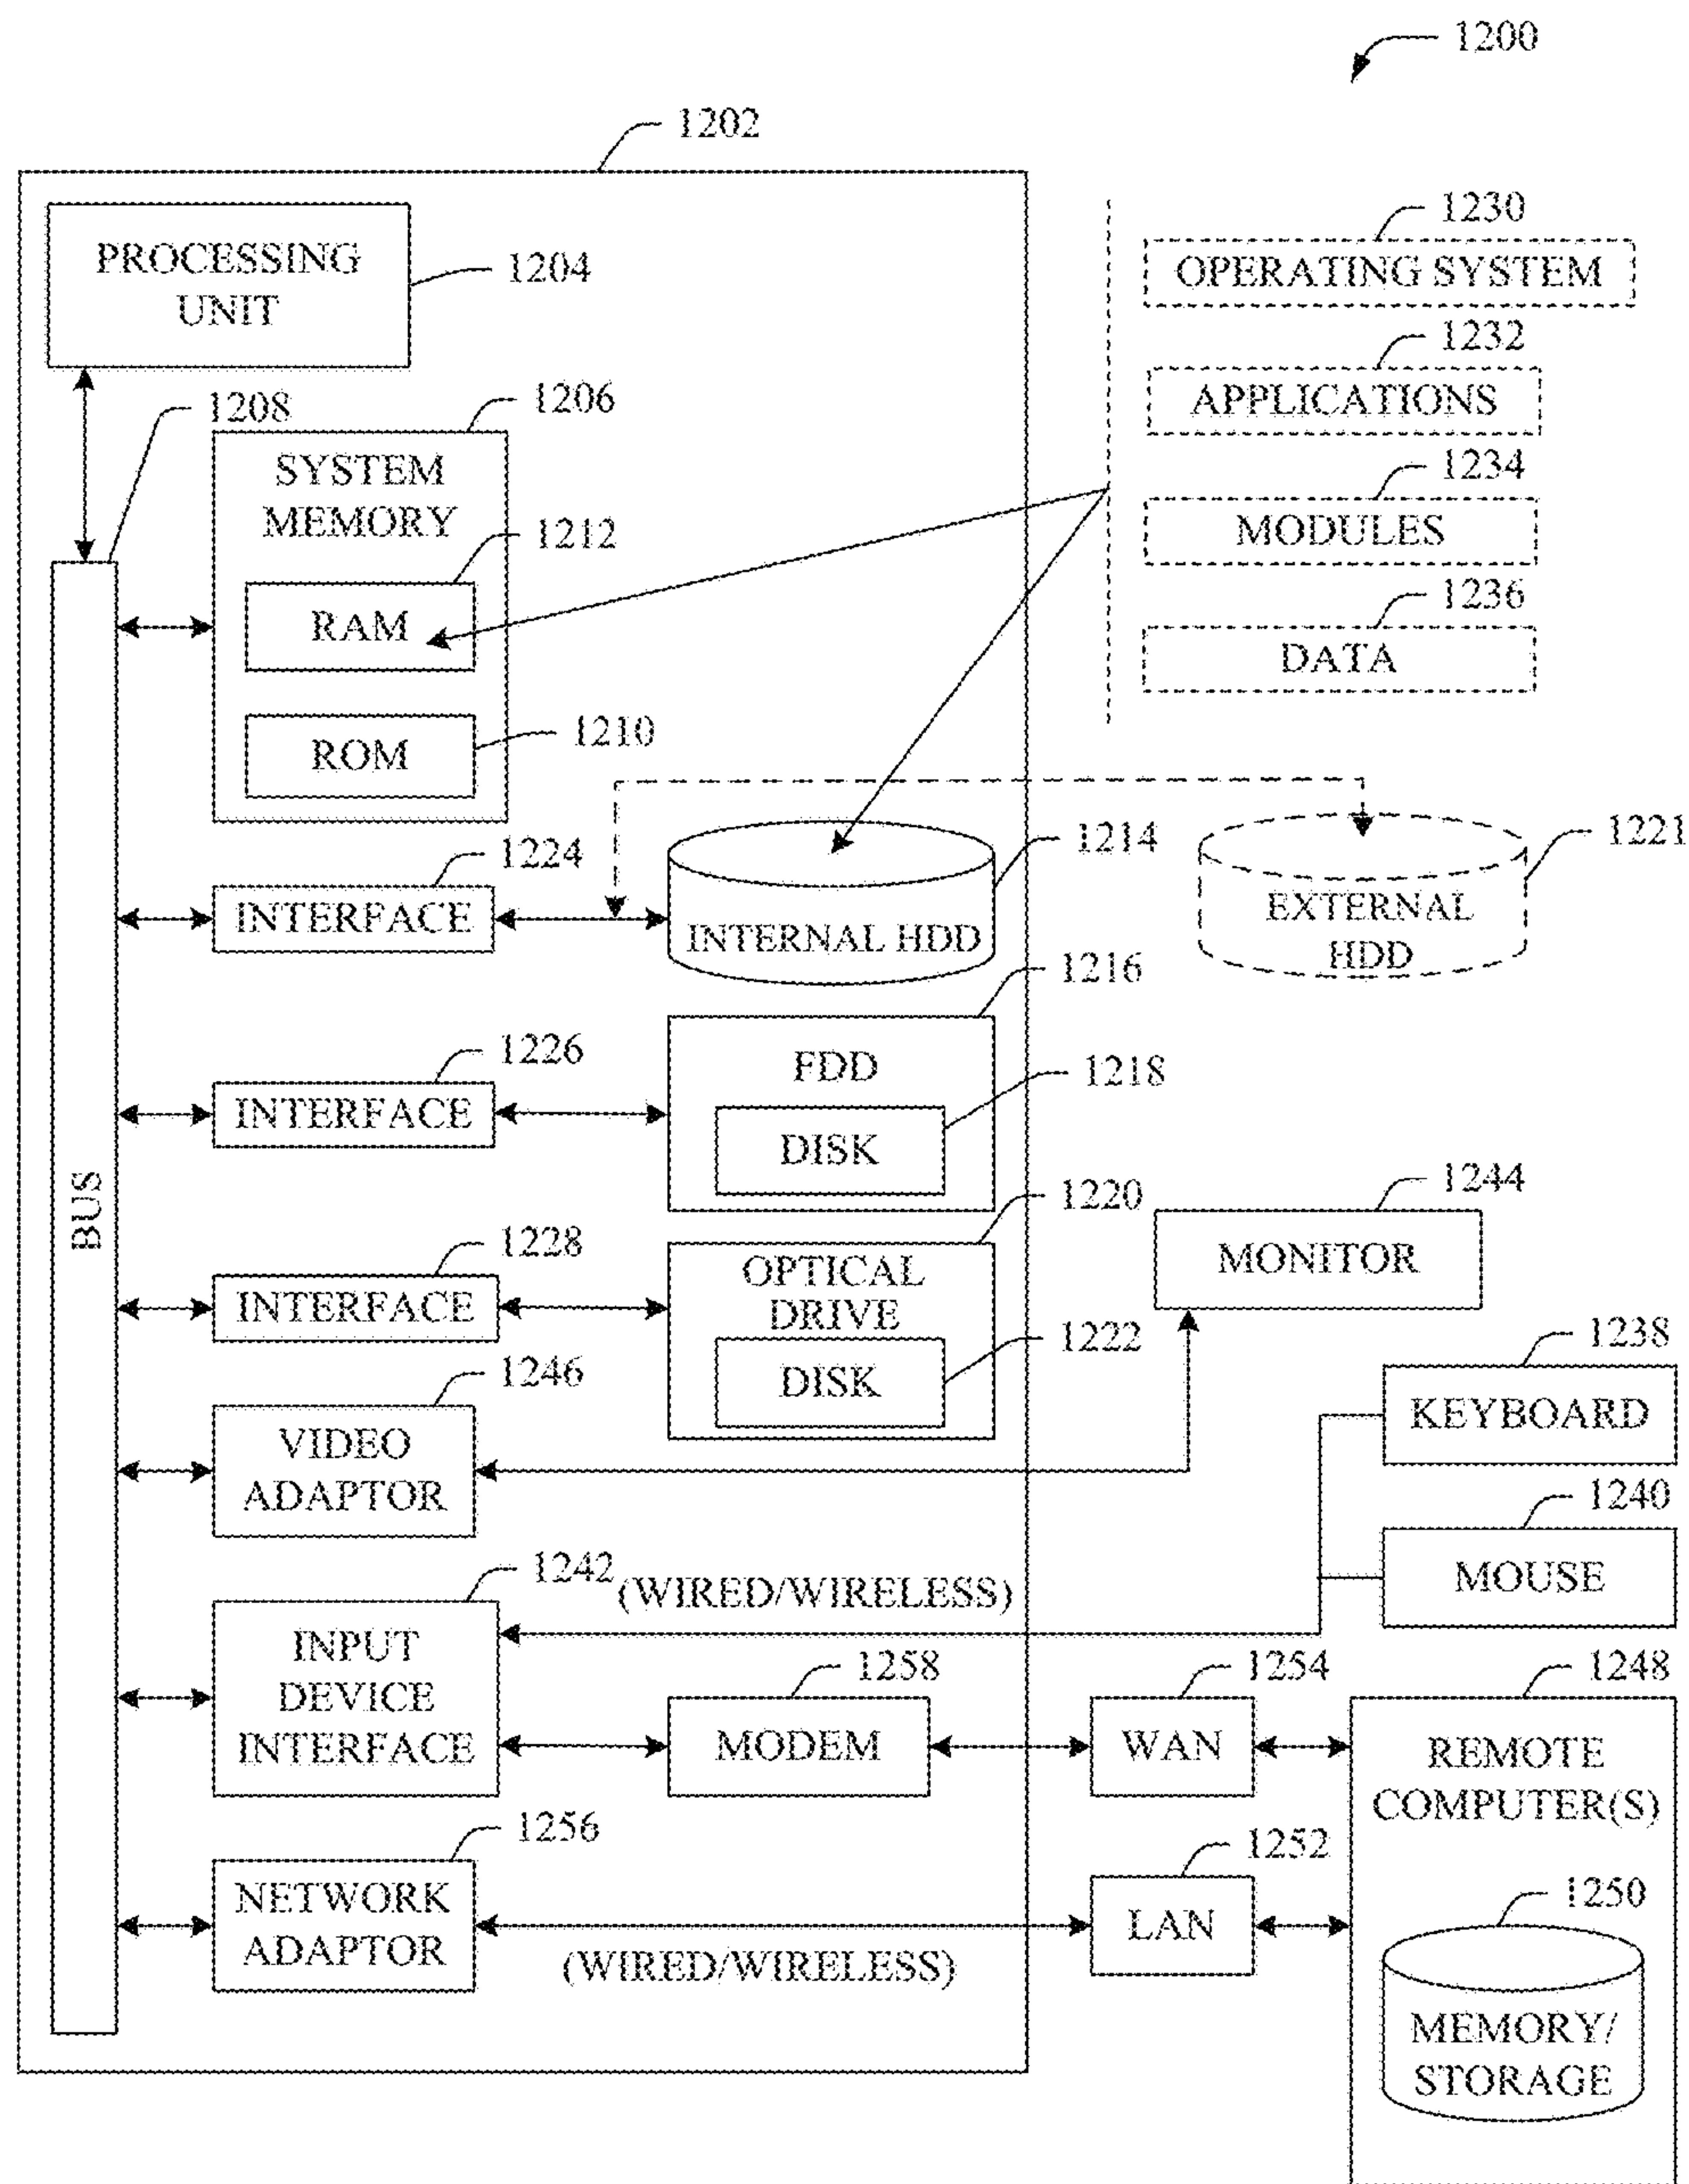 1200
1202
PROCESSING
UNIT
1204
1230
OPERATING SYSTEM
1232
APPLICATIONS
1234
MODULES
1236
DATA
1208
1206
SYSTEM
MEMORY
1212
RAM
1210
ROM
1224
INTERFACE
1214
INTERNAL HDD
1221
EXTERNAL
HDD
1226
INTERFACE
1216
FDD
1218
DISK
BUS
1228
INTERFACE
1220
OPTICAL
DRIVE
1222
DISK
1244
MONITOR
1246
VIDEO
ADAPTOR
1238
KEYBOARD
1240
MOUSE
1242
(WIRED/WIRELESS)
INPUT
DEVICE
INTERFACE
1258
MODEM
1254
WAN
1248
REMOTE
COMPUTER(S)
1256
NETWORK
ADAPTOR
(WIRED/WIRELESS)
1252
LAN
1250
MEMORY/
STORAGE